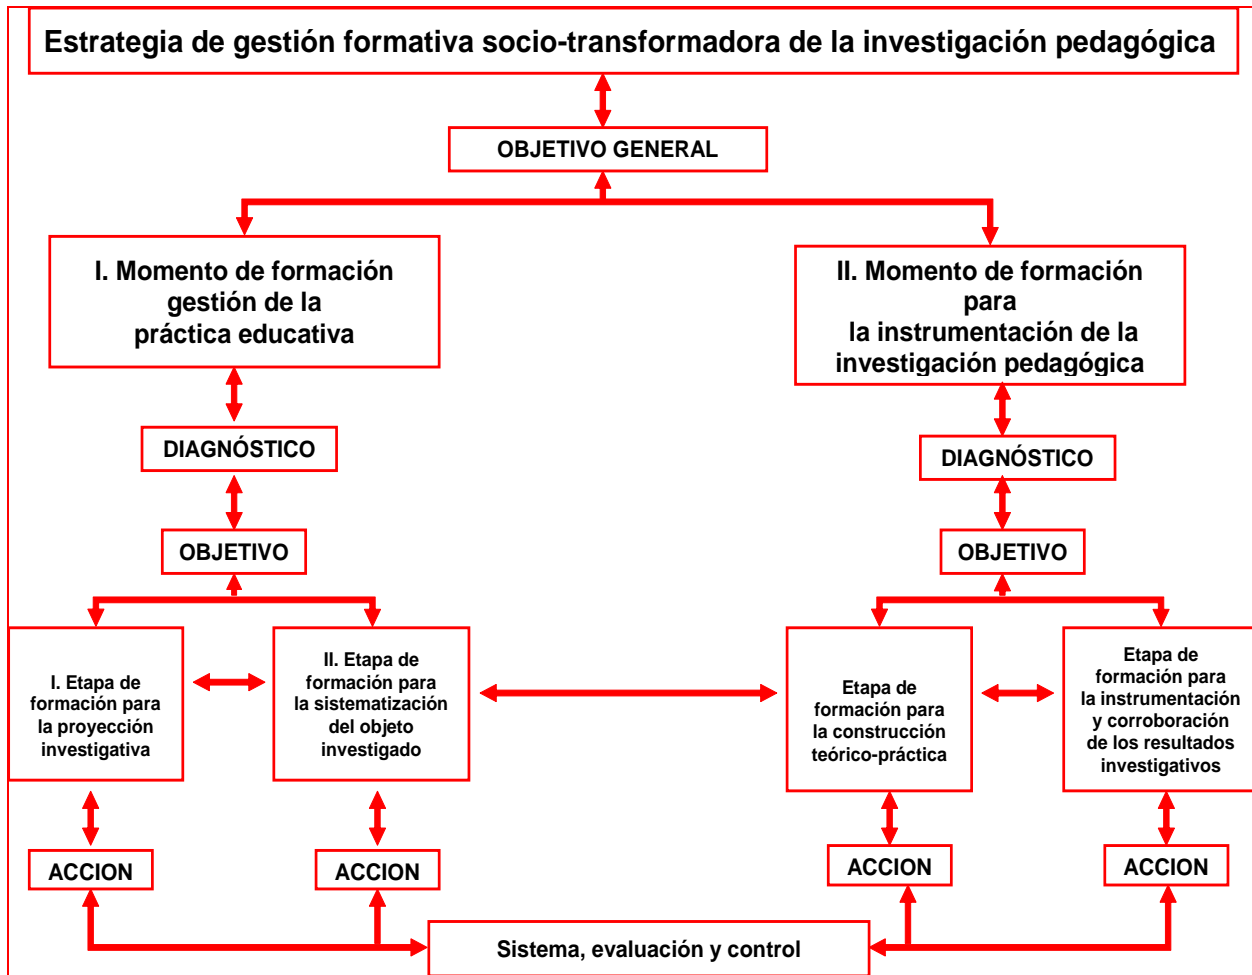 Estrategia de gestión formativa socio-transformadora de la investigación pedagógica
OBJETIVO GENERAL
I. Momento de formación
gestión de la
práctica educativa
II. Momento de formación
para
la instrumentación de la
investigación pedagógica
DIAGNÓSTICO
DIAGNÓSTICO
OBJETIVO
OBJETIVO
I. Etapa de
formación para
la proyección
investigativa
II. Etapa de
formación para
la sistematización
del objeto
investigado
Etapa de
formación para
la construcción
teórico-práctica
Etapa de
formación para
la instrumentación
y corroboración
de los resultados
investigativos
ACCION
ACCION
ACCION
ACCION
Sistema, evaluación y control